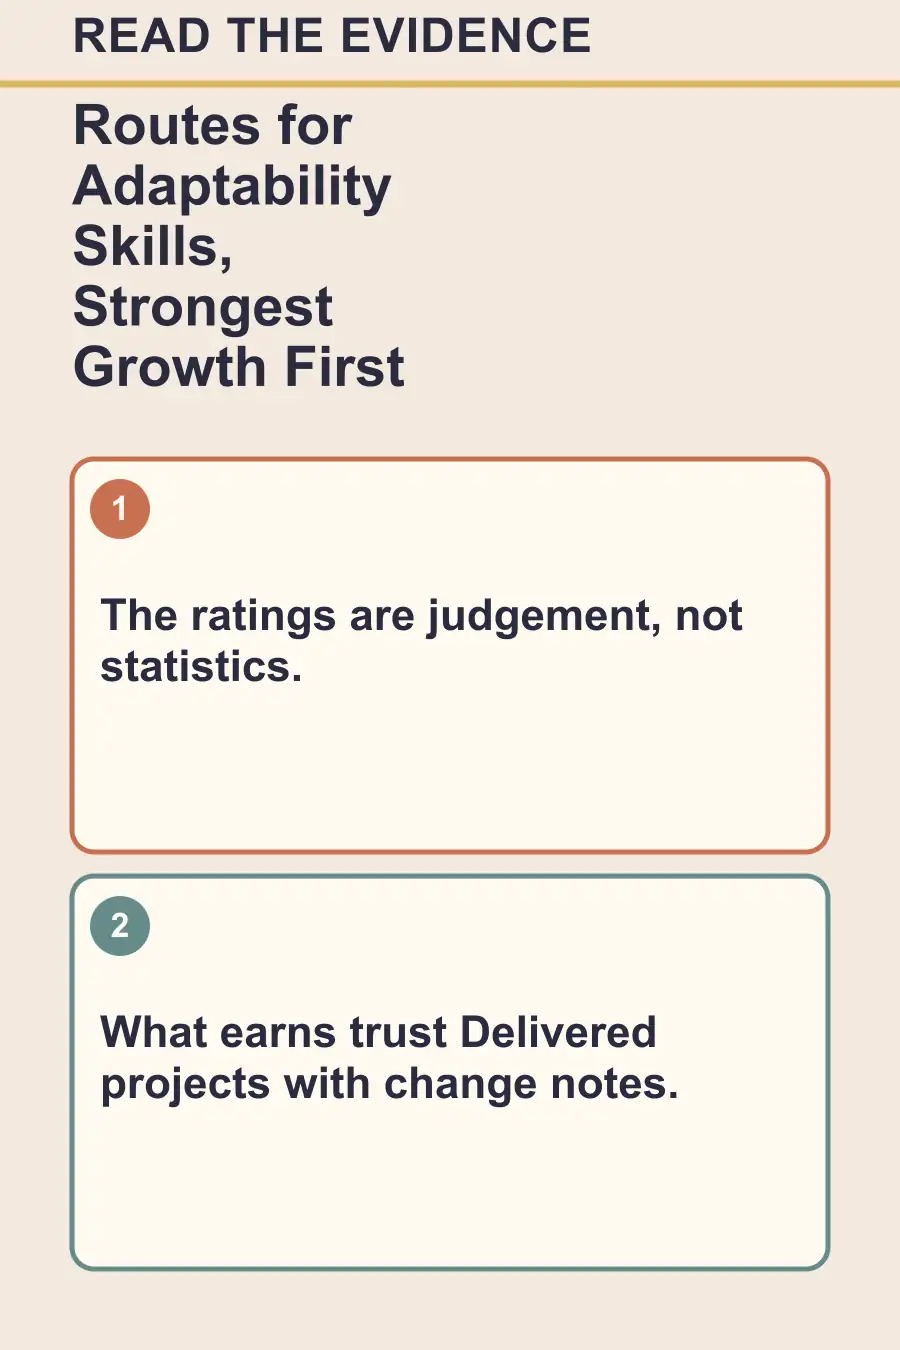 READ THE EVIDENCE
Routes for
Adaptability
Skills,
Strongest
Growth First
1
The ratings are judgement, not
statistics.
2
What earns trust Delivered
projects with change notes.